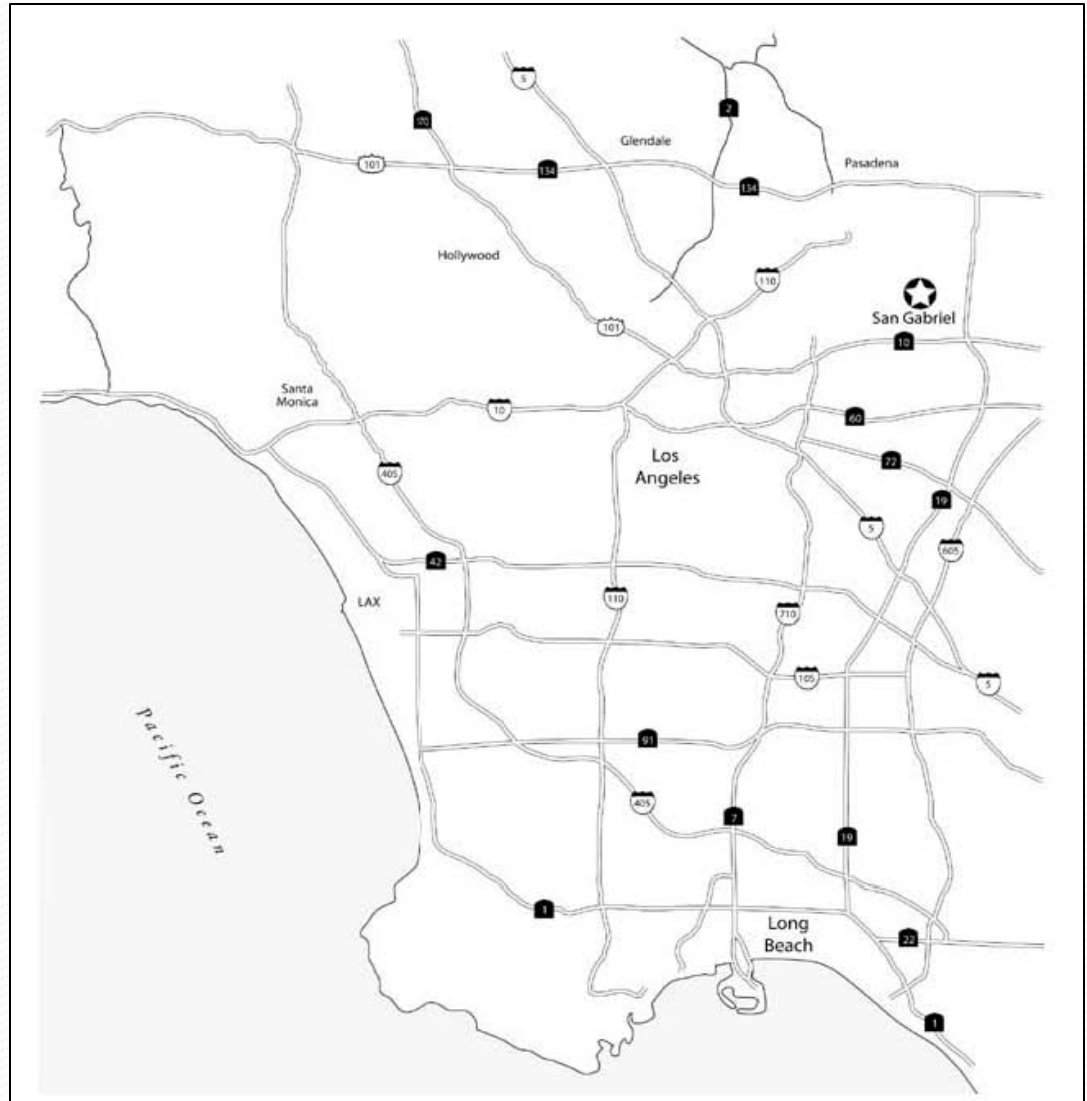 5
2
170
Glendale
101
134
Pasadena
134
Hollywood
110
San Gabriel
101
10
Santa
Monica
10
60
Los
Angeles
72
405
19
5
605
42
LAX
110
710
105
5
Pacific Ocean
91
405
7
19
1
Long
Beach
22
1